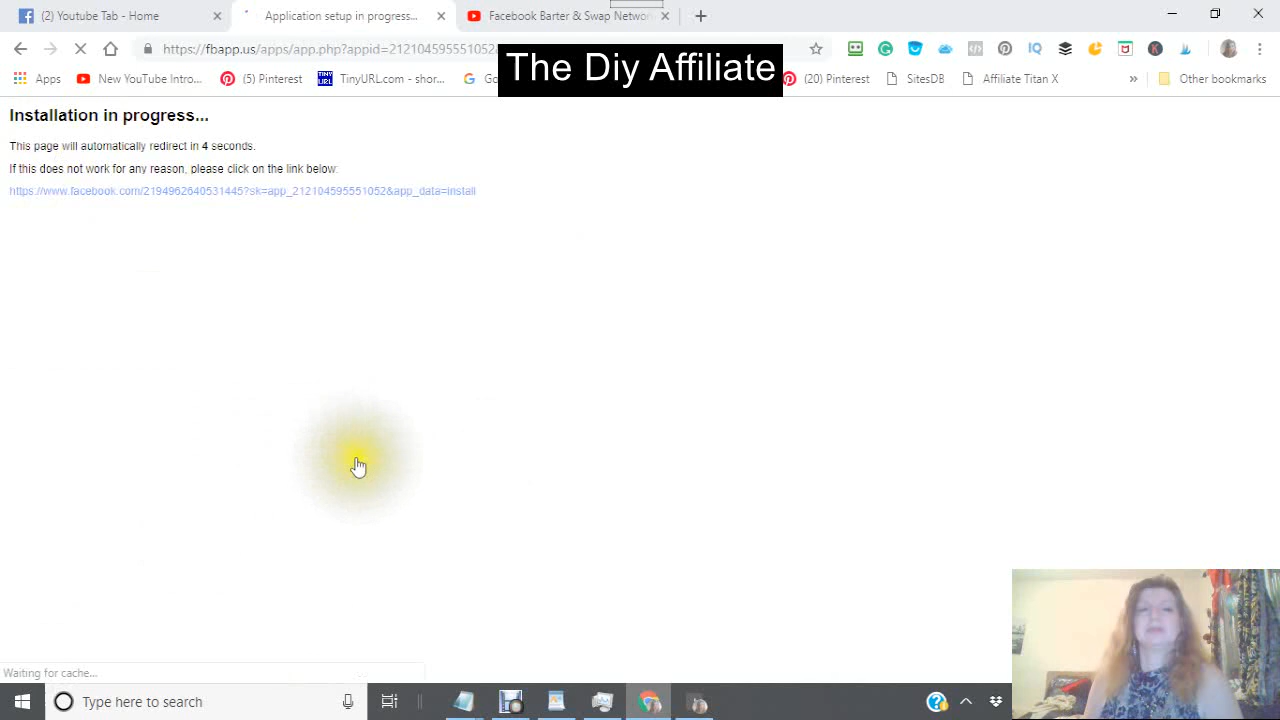 (2) Youtube Tab - Home
Application setup in progress...
Facebook Barter & Swap Networ
https://fbapp.us/apps/app.php?appid=212104595551052
The Diy Affiliate
Apps
New YouTube Intro...
(5) Pinterest
TINY URL
TinyURL.com - shor...
Go
(20) Pinterest
SitesDB
Affiliate Titan X
Other bookmarks
Installation in progress...
This page will automatically redirect in 4 seconds.
If this does not work for any reason, please click on the link below:
https://www.facebook.com/2194962640531445?sk=app_212104595551052&app_data=install
Waiting for cache...
Type here to search